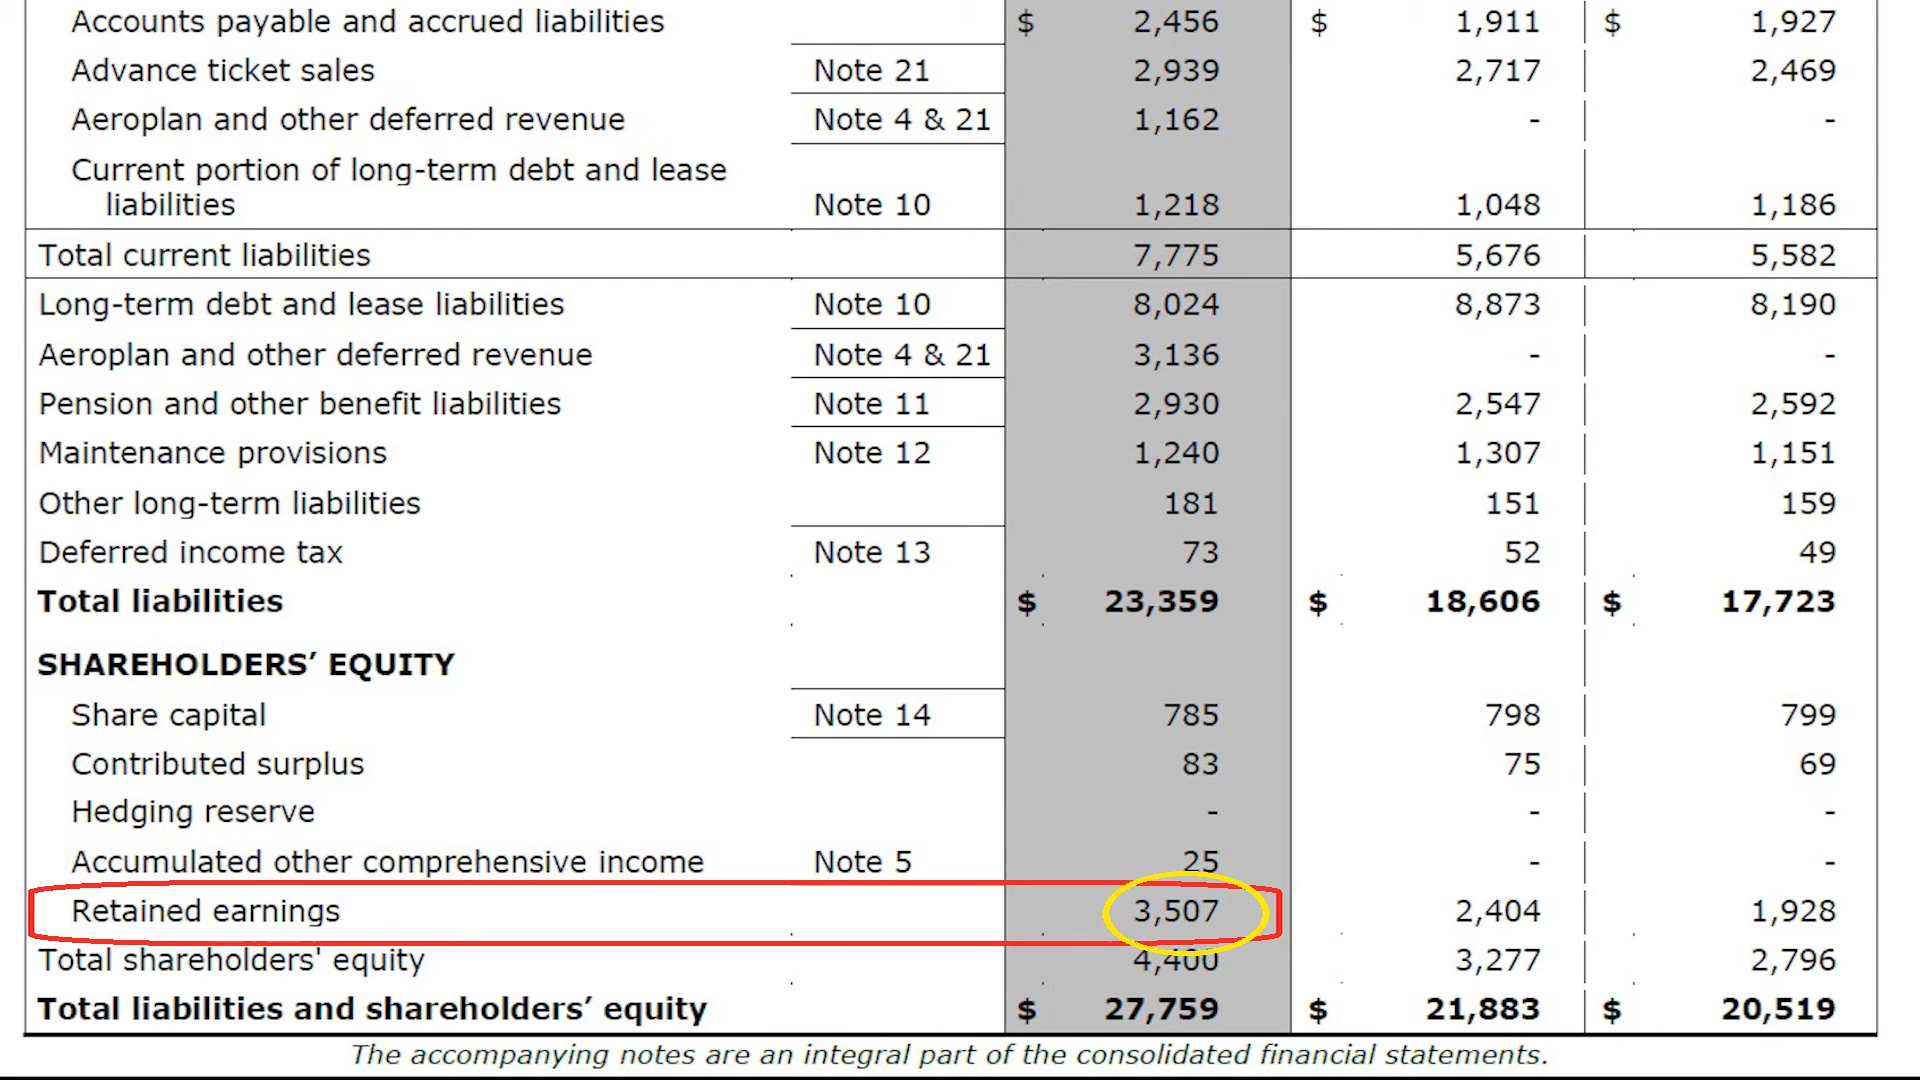 Accounts payable and accrued liabilities $ 2,456 $ 1,911 $ 1,927
Advance ticket sales Note 21 2,939 2,717 2,469
Aeroplan and other deferred revenue Note 4 & 21 1,162 - -
Current portion of long-term debt and lease
liabilities Note 10 1,218 1,048 1,186
Total current liabilities 7,775 5,676 5,582
Long-term debt and lease liabilities Note 10 8,024 8,873 8,190
Aeroplan and other deferred revenue Note 4 & 21 3,136 - -
Pension and other benefit liabilities Note 11 2,930 2,547 2,592
Maintenance provisions Note 12 1,240 1,307 1,151
Other long-term liabilities 181 151 159
Deferred income tax Note 13 73 52 49
Total liabilities $ 23,359 $ 18,606 $ 17,723
SHAREHOLDERS’ EQUITY
Share capital Note 14 785 798 799
Contributed surplus 83 75 69
Hedging reserve - - -
Accumulated other comprehensive income Note 5 25 - -
Retained earnings 3,507 2,404 1,928
Total shareholders' equity 4,400 3,277 2,796
Total liabilities and shareholders’ equity $ 27,759 $ 21,883 $ 20,519
The accompanying notes are an integral part of the consolidated financial statements.